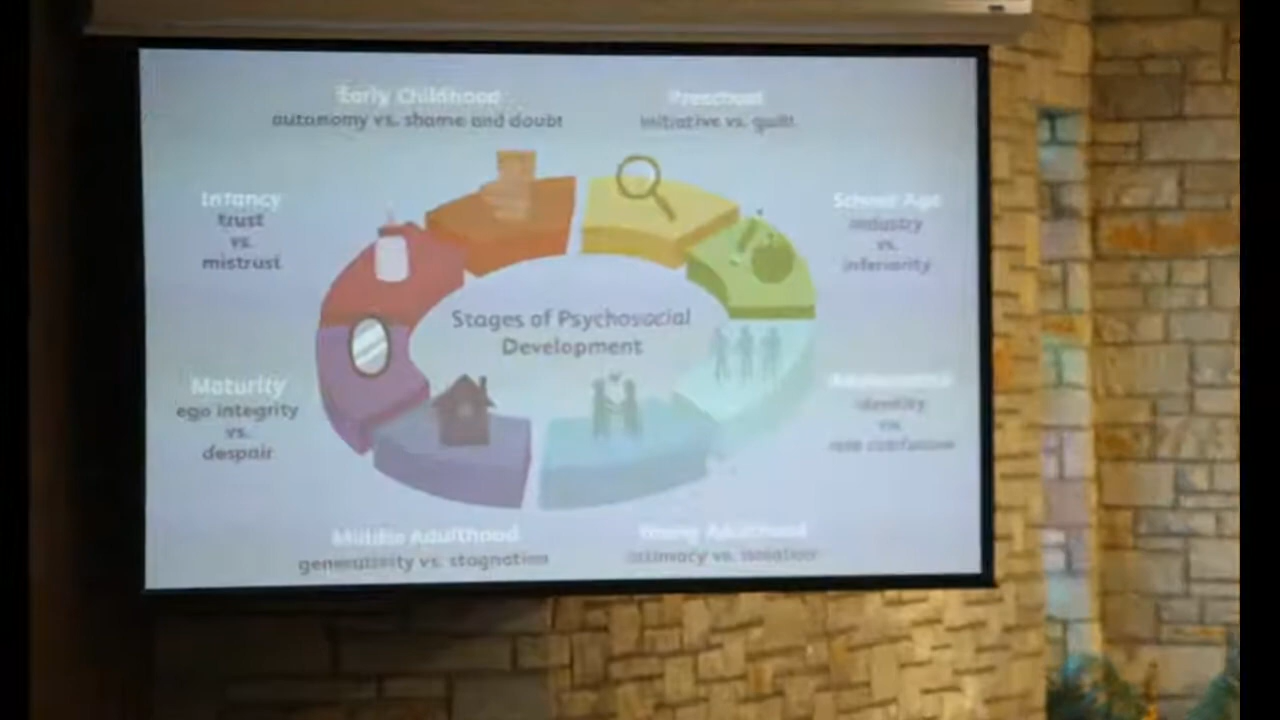 Early Childhood
autonomy vs. shame and doubt
Preschool
initiative vs. guilt
Infancy
trust
vs.
mistrust
School Age
industry
vs.
inferiority
Stages of Psychosocial
Development
Maturity
ego integrity
vs.
despair
identity
vs.
role confusion
Middle Adulthood
generativity vs. stagnation
Young Adulthood
intimacy vs. isolation